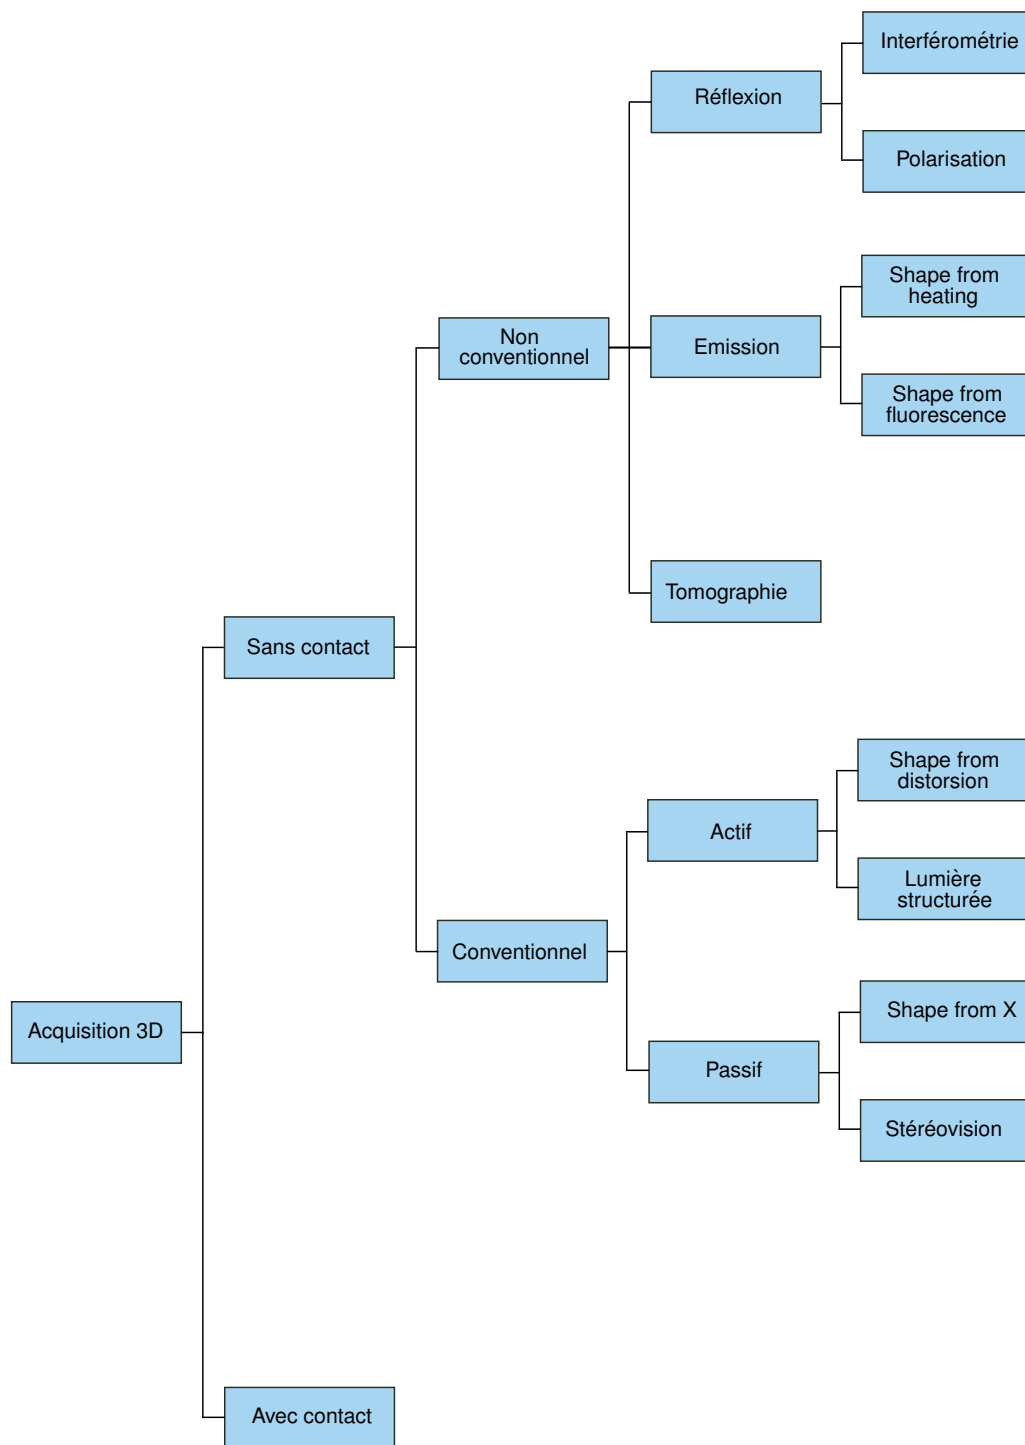 Interférométrie
Réflexion
Polarisation
Shape from
heating
Non
conventionnel
Emission
Shape from
fluorescence
Tomographie
Sans contact
Shape from
distorsion
Actif
Lumière
structurée
Conventionnel
Shape from X
Acquisition 3D
Passif
Stéréovision
Avec contact